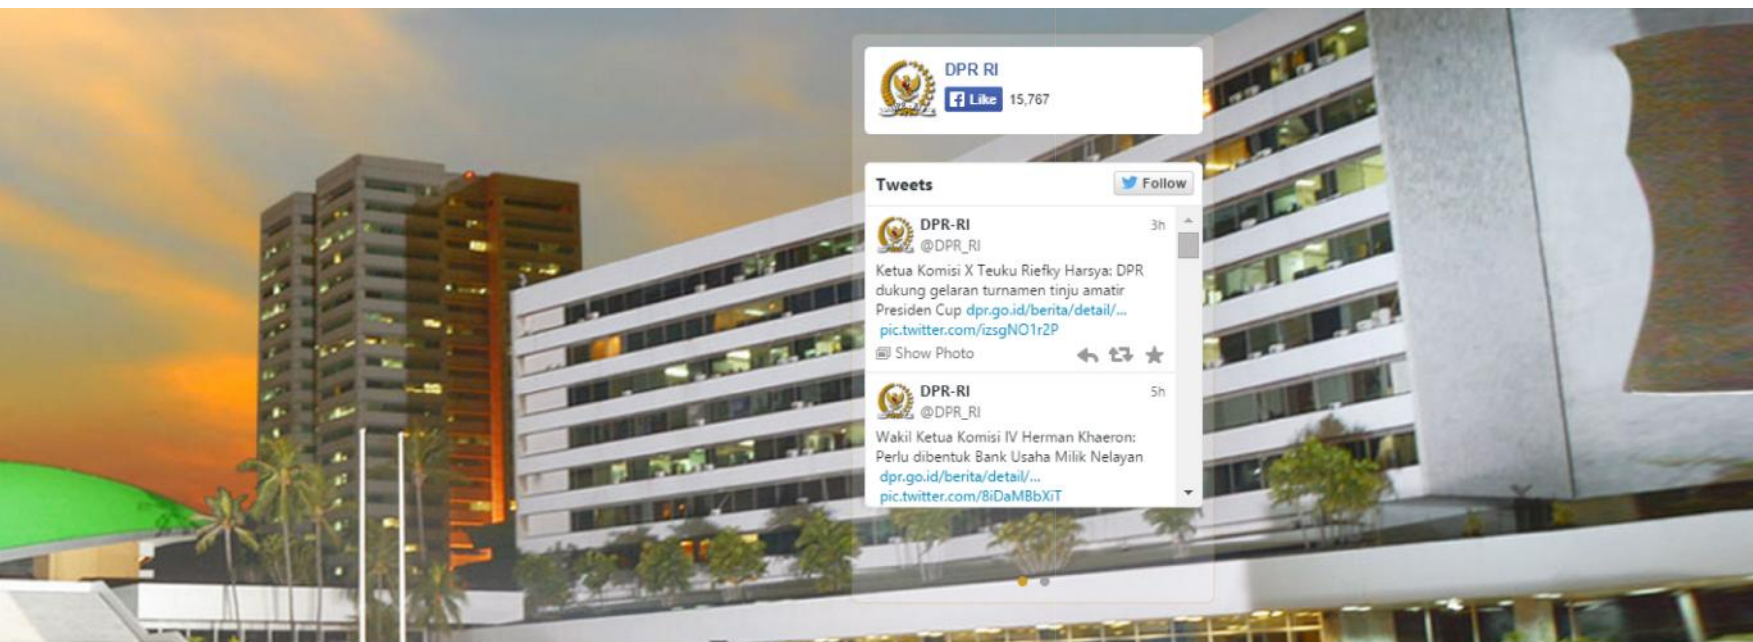 DPR RI
Like 15,767
Tweets Follow
DPR-RI 3h
@DPR_RI
Ketua Komisi X Teuku Riefky Harsya: DPR
dukung gelaran turnamen tinju amatir
Presiden Cup dpr.go.id/berita/detail/...
pic.twitter.com/izsgNO1r2P
Show Photo
DPR-RI 5h
@DPR_RI
Wakil Ketua Komisi IV Herman Khaeron:
Perlu dibentuk Bank Usaha Milik Nelayan
dpr.go.id/berita/detail/...
pic.twitter.com/8iDaMBbXiT